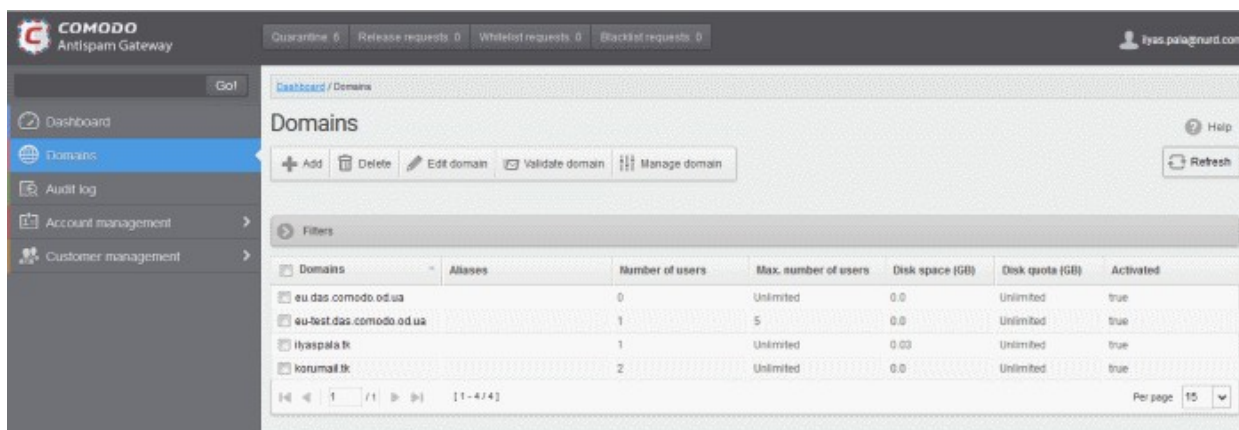 COMODO
Antispam Gateway
Quarantine 6 Release requests 0 Whitelist requests 0 Blacklist requests 0
ilyas.pala@nurd.com
Go!
Dashboard / Domains
Dashboard
Domains
Audit log
Account management
Customer management
Domains
Help
Add Delete Edit domain Validate domain Manage domain
Refresh
Filters
Domains Aliases Number of users Max. number of users Disk space (GB) Disk quota (GB) Activated
eu.das.comodo.od.ua 0 Unlimited 0.0 Unlimited true
eu-test.das.comodo.od.ua 1 5 0.0 Unlimited true
ilyaspala.tk 1 Unlimited 0.03 Unlimited true
korumail.tk 2 Unlimited 0.0 Unlimited true
1 / 1 [ 1 - 4 / 4 ]
Per page 15